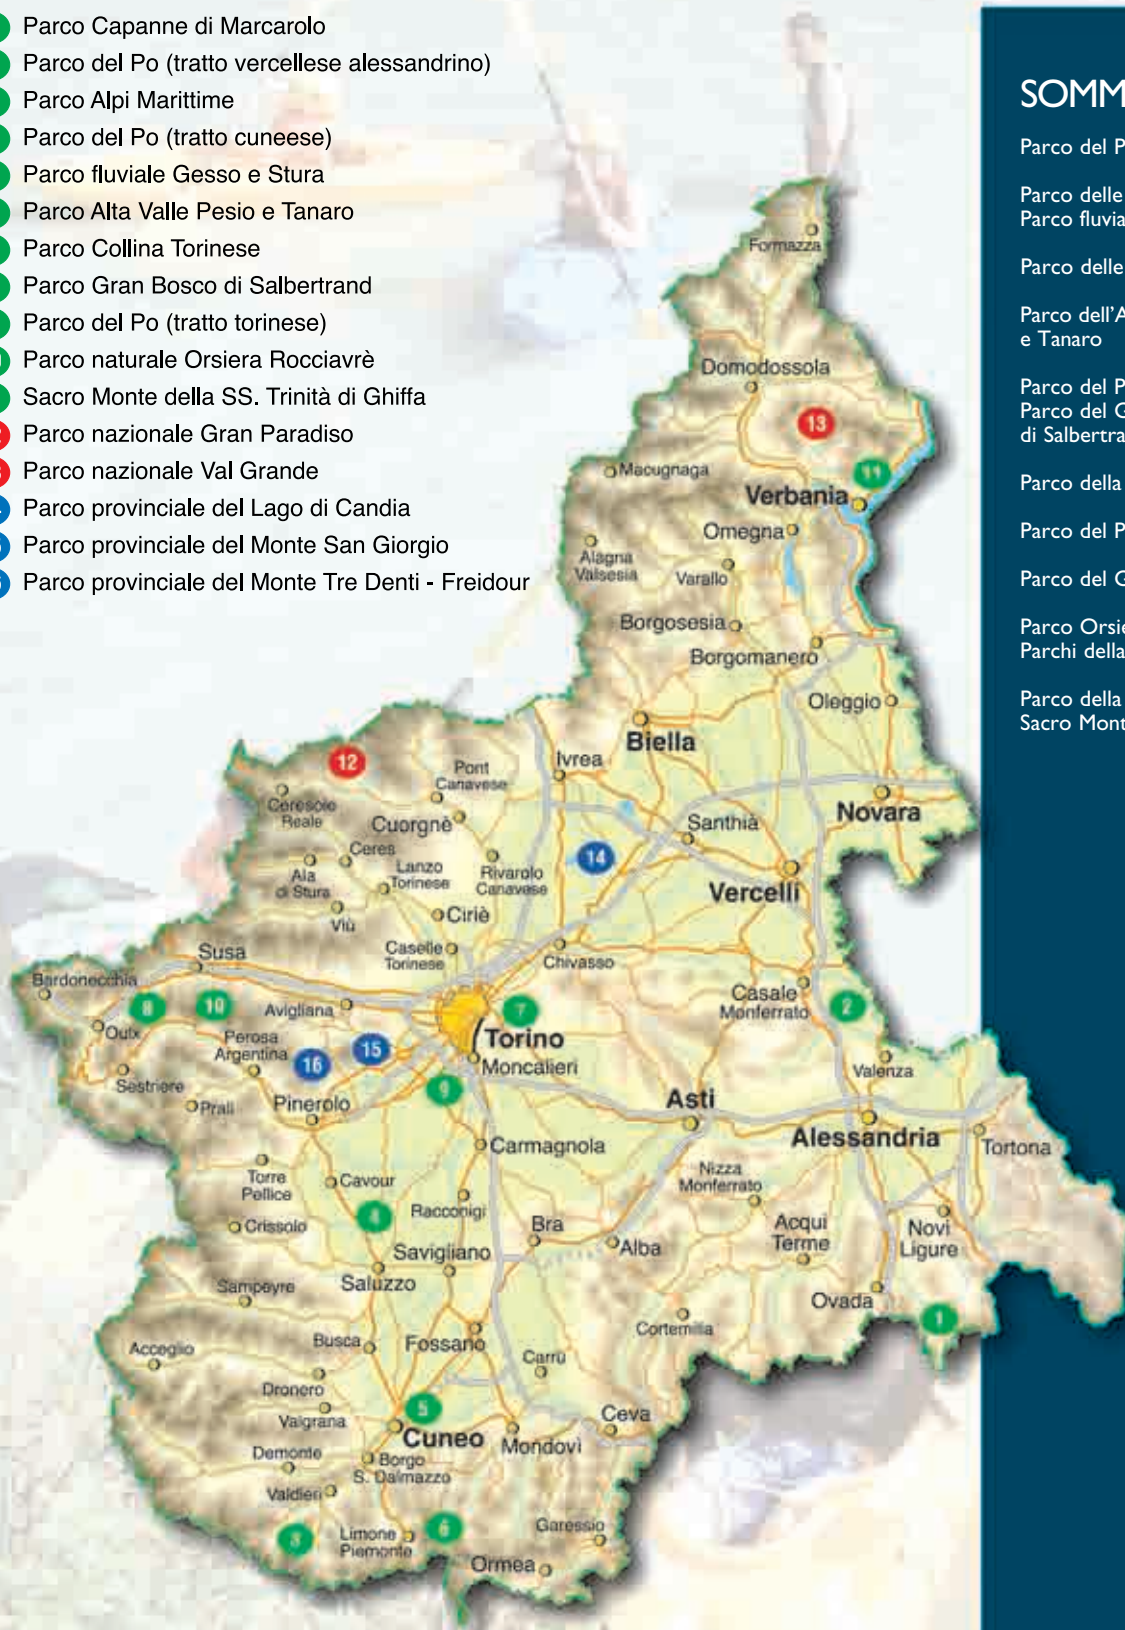 Parco Capanne di Marcarolo
Parco del Po (tratto vercellese alessandrino)
Parco Alpi Marittime
Parco del Po (tratto cuneese)
Parco fluviale Gesso e Stura
Parco Alta Valle Pesio e Tanaro
Parco Collina Torinese
Parco Gran Bosco di Salbertrand
Parco del Po (tratto torinese)
Parco naturale Orsiera Rocciavrè
Sacro Monte della SS. Trinità di Ghiffa
Parco nazionale Gran Paradiso
Parco nazionale Val Grande
Parco provinciale del Lago di Candia
Parco provinciale del Monte San Giorgio
Parco provinciale del Monte Tre Denti - Freidour
SOMM
Parco del P
Parco delle
Parco fluvia
Parco delle
Parco dell'A
e Tanaro
Parco del P
Parco del G
di Salbertra
Parco della
Parco del P
Parco del G
Parco Orsie
Parchi della
Parco della
Sacro Mont
Formazza
Domodossola
13
Macugnaga
11
Verbania
Omegna
Alagna
Valsesia
Varallo
Borgosesia
Borgomanero
Oleggio
Biella
12
Pont
Canavese
Ivrea
Ceresole
Reale
Cuorgnè
Santhià
Novara
Ceres
Ala
di Stura
Lanzo
Torinese
Rivarolo
Canavese
14
Vercelli
Viù
Ciriè
Susa
Caselle
Torinese
Chivasso
Bardonecchia
8
10
Avigliana
7
Casale
Monferrato
2
Oulx
Perosa
Argentina
16
15
Torino
Moncalieri
Valenza
Sestriere
Prali
Pinerolo
9
Asti
Alessandria
Carmagnola
Tortona
Torre
Pellice
Cavour
Nizza
Monferrato
Crissolo
4
Racconigi
Bra
Alba
Acqui
Terme
Novi
Ligure
Savigliano
Sampeyre
Saluzzo
Ovada
1
Cortemilia
Acceglio
Busca
Fossano
Carrù
Dronero
Valgrana
5
Cuneo
Mondovì
Ceva
Demonte
Borgo
S. Dalmazzo
Valdieri
3
Limone
Piemonte
6
Garessio
Ormea